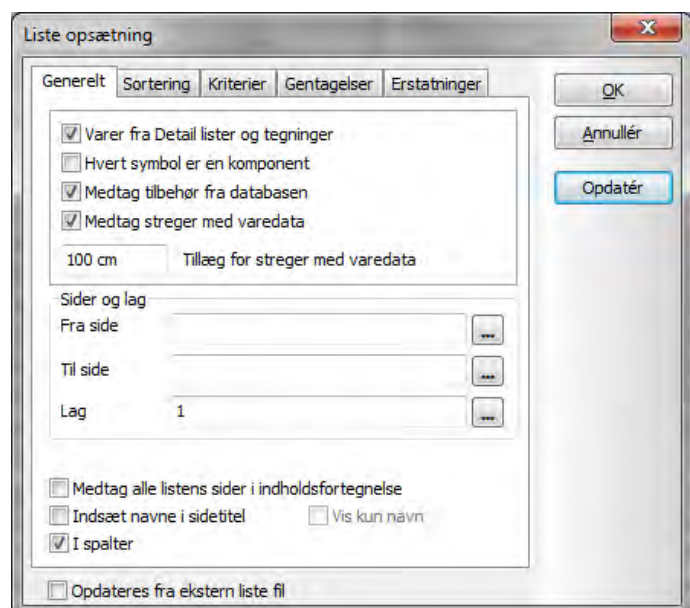 Liste opsætning
Generelt Sortering Kriterier Gentagelser Erstatninger
OK
Annullér
Opdatér
Varer fra Detail lister og tegninger
Hvert symbol er en komponent
Medtag tilbehør fra databasen
Medtag streger med varedata
100 cm Tillæg for streger med varedata
Sider og lag
Fra side ...
Til side ...
Lag 1 ...
Medtag alle listens sider i indholdsfortegnelse
Indsæt navne i sidetitel Vis kun navn
I spalter
Opdateres fra ekstern liste fil